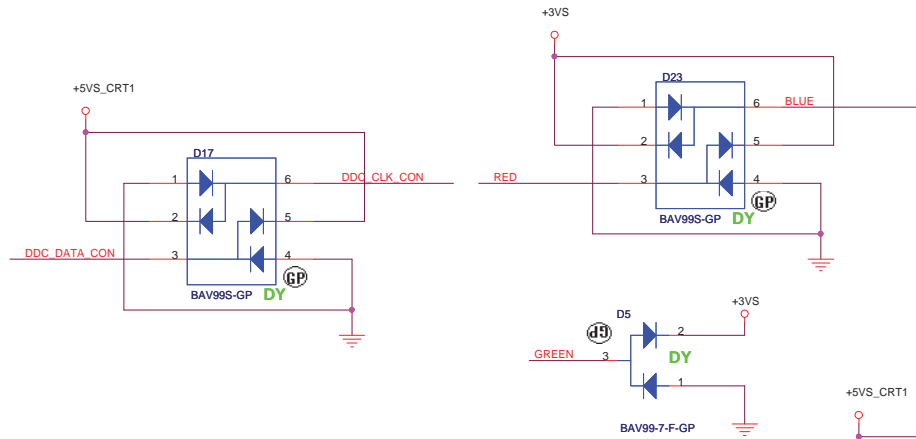 +3VS
D23
1 6 BLUE
2 5
RED 3 4
GP
BAV99S-GP DY
+5VS_CRT1
D17
1 6 DDC_CLK_CON
2 5
DDC_DATA_CON 3 4
GP
BAV99S-GP DY
+3VS
D5
GP
2
GREEN 3
DY
1
BAV99-7-F-GP
+5VS_CRT1